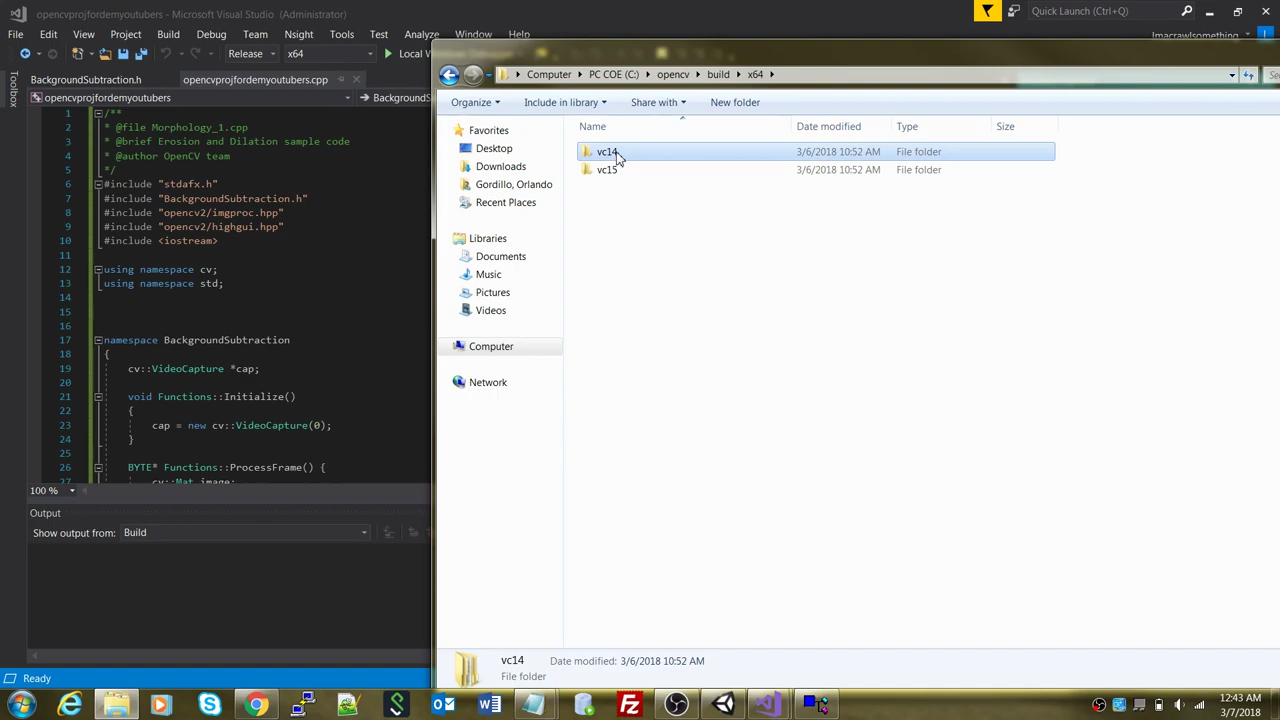 opencvprojfordemyoutubers - Microsoft Visual Studio (Administrator)
Quick Launch (Ctrl+Q)
File Edit View Project Build Debug Team Tools Test Analyze Window Help
Imacrawlsomething
Release x64 Local W
Toolbox
BackgroundSubtraction.h opencvprojfordemyoutubers.cpp
opencvprojfordemyoutubers Background
1 /**
2 * @file Morphology_1.cpp
3 * @brief Erosion and Dilation sample code
4 * @author OpenCV team
5 */
6 #include "stdafx.h"
7 #include "BackgroundSubtraction.h"
8 #include "opencv2/imgproc.hpp"
9 #include "opencv2/highgui.hpp"
10 #include <iostream>
11
12 using namespace cv;
13 using namespace std;
14
15
16
17 namespace BackgroundSubtraction
18 {
19 cv::VideoCapture *cap;
20
21 void Functions::Initialize()
22 {
23 cap = new cv::VideoCapture(0);
24 }
25
26 BYTE* Functions::ProcessFrame() {
27 cv::Mat image;
100 %
Output
Show output from: Build
Ready
Computer PC COE (C:) opencv build x64
Se
Organize Include in library Share with New folder
Favorites
Desktop
Downloads
Gordillo, Orlando
Recent Places
Libraries
Documents
Music
Pictures
Videos
Computer
Network
Name Date modified Type Size
vc14 3/6/2018 10:52 AM File folder
vc15 3/6/2018 10:52 AM File folder
vc14 Date modified: 3/6/2018 10:52 AM
File folder
12:43 AM
3/7/2018